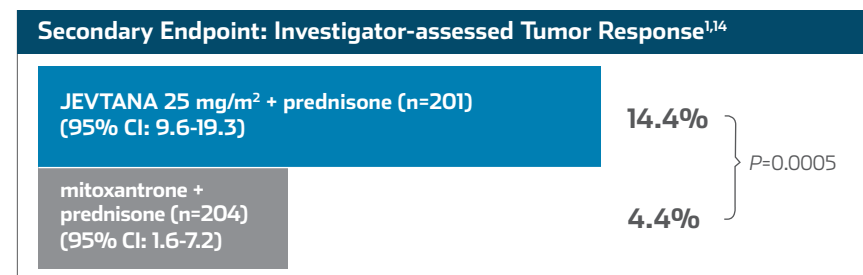 Secondary Endpoint: Investigator-assessed Tumor Response¹,¹⁴
JEVTANA 25 mg/m² + prednisone (n=201)
(95% CI: 9.6-19.3)
14.4%
P=0.0005
mitoxantrone +
prednisone (n=204)
(95% CI: 1.6-7.2)
4.4%